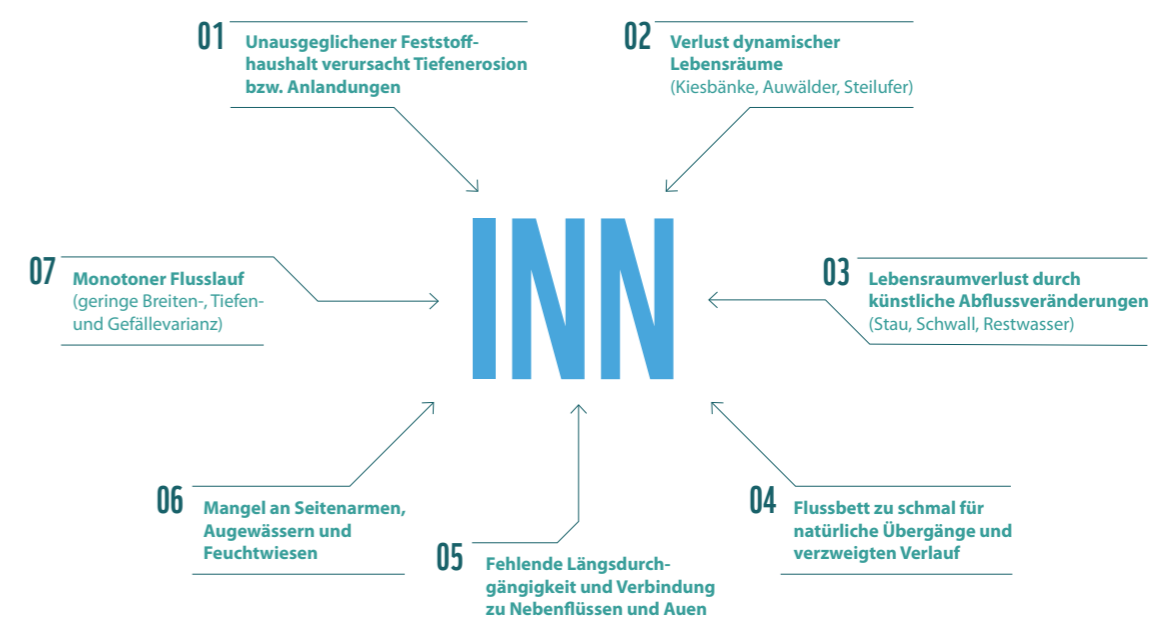 01
Unausgeglichener Feststoff-
haushalt verursacht Tiefenerosion
bzw. Anlandungen
02
Verlust dynamischer
Lebensräume
(Kiesbänke, Auwälder, Steilufer)
INN
07
Monotoner Flusslauf
(geringe Breiten-, Tiefen-
und Gefällevarianz)
03
Lebensraumverlust durch
künstliche Abflussveränderungen
(Stau, Schwall, Restwasser)
06
Mangel an Seitenarmen,
Augewässern und
Feuchtwiesen
05
Fehlende Längsdurch-
gängigkeit und Verbindung
zu Nebenflüssen und Auen
04
Flussbett zu schmal für
natürliche Übergänge und
verzweigten Verlauf